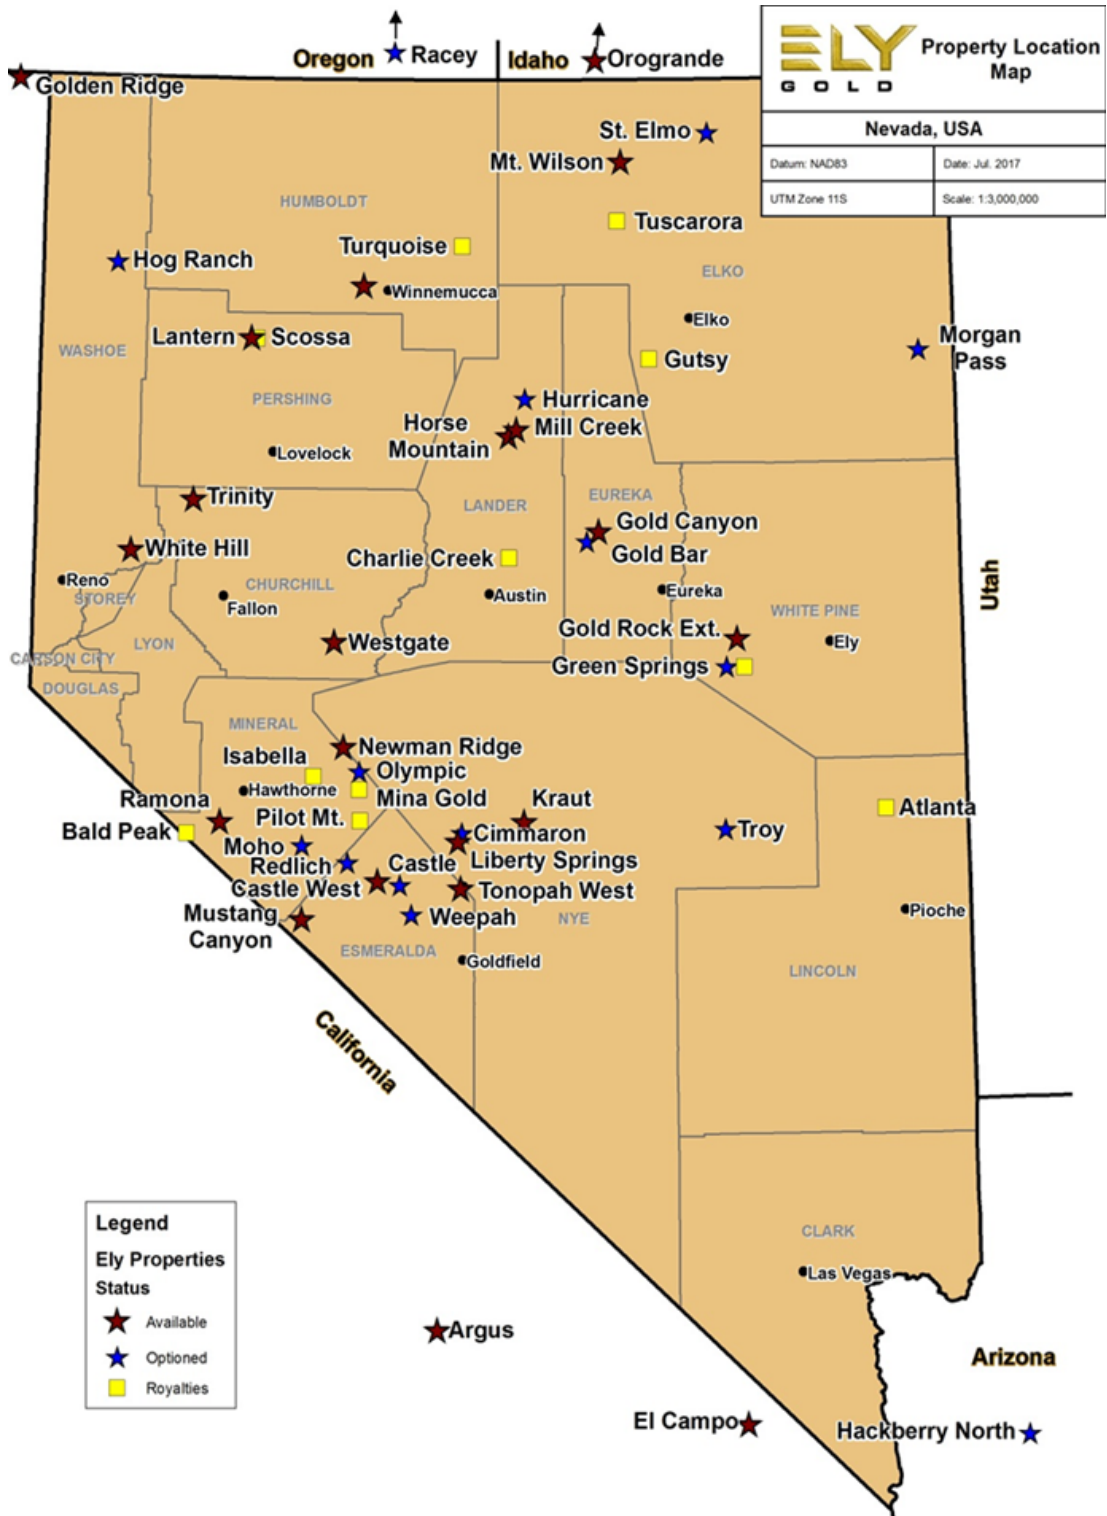 Oregon
Racey
Idaho
Orogrande
ELY
GOLD
Property Location
Map
Nevada, USA
Datum: NAD83
Date: Jul. 2017
UTM Zone 11S
Scale: 1:3,000,000
Golden Ridge
St. Elmo
Mt. Wilson
HUMBOLDT
Tuscarora
Turquoise
Hog Ranch
ELKO
Winnemucca
Elko
Lantern
Scossa
WASHOE
Morgan
Pass
Gutsy
PERSHING
Hurricane
Horse
Mountain
Mill Creek
Lovelock
Trinity
LANDER
EUREKA
Gold Canyon
White Hill
Gold Bar
Charlie Creek
Reno
STOREY
CHURCHILL
Fallon
Austin
Eureka
WHITE PINE
Utah
Gold Rock Ext.
Ely
LYON
Westgate
CARSON CITY
Green Springs
DOUGLAS
MINERAL
Newman Ridge
Isabella
Olympic
Hawthorne
Mina Gold
Ramona
Kraut
Atlanta
Pilot Mt.
Bald Peak
Cimmaron
Troy
Moho
Liberty Springs
Redlich
Castle
Castle West
Tonopah West
Mustang
Canyon
Weepah
NYE
Pioche
ESMERALDA
Goldfield
LINCOLN
California
CLARK
Las Vegas
Legend
Ely Properties
Status
Available
Optioned
Royalties
Argus
Arizona
El Campo
Hackberry North